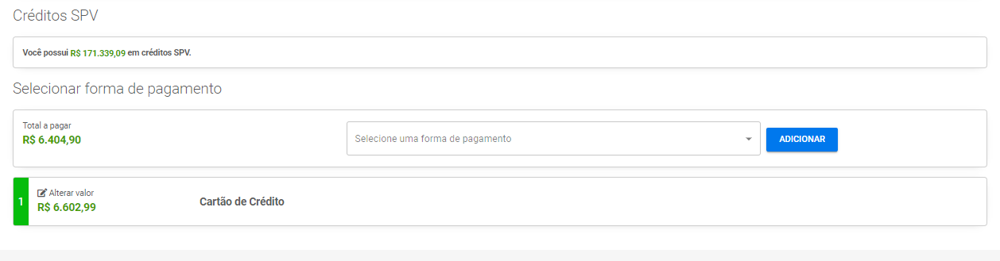 Créditos SPV
Você possui R$ 171.339,09 em créditos SPV.
Selecionar forma de pagamento
Total a pagar
R$ 6.404,90
Selecione uma forma de pagamento
ADICIONAR
1
Alterar valor
R$ 6.602,99
Cartão de Crédito